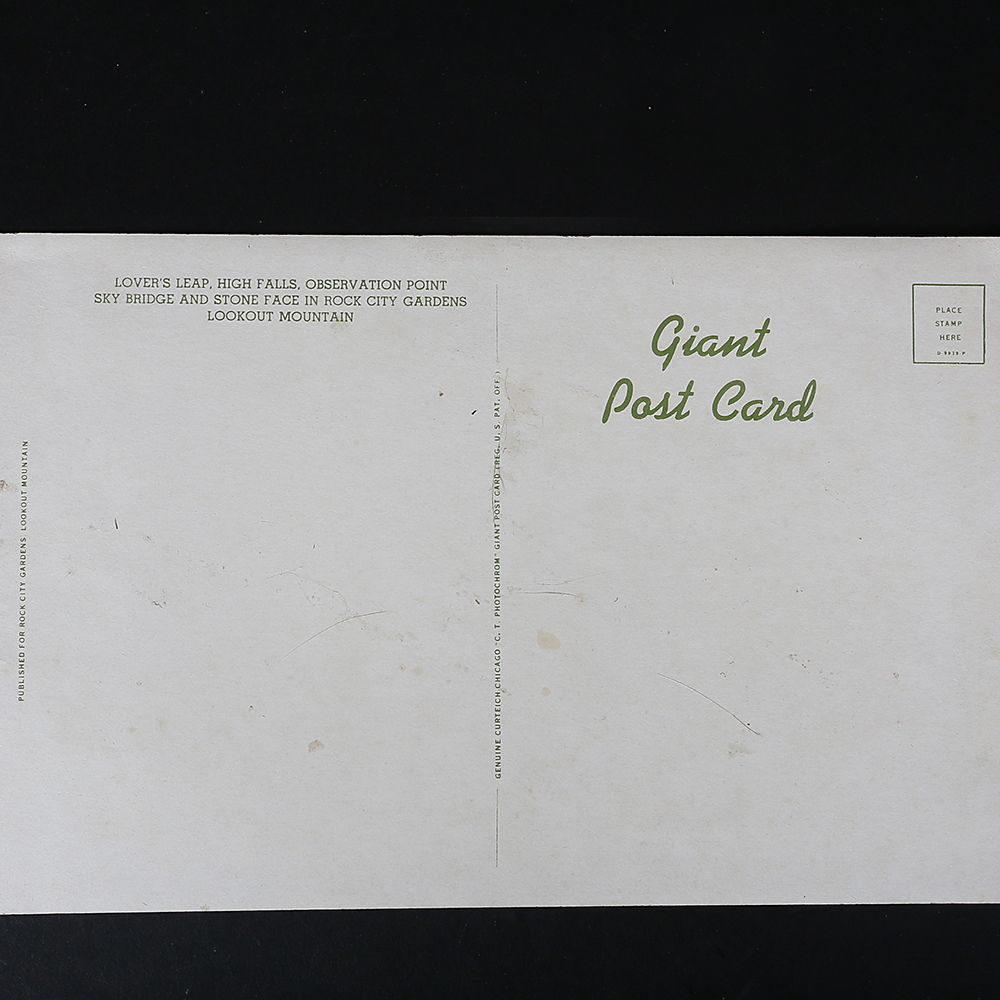 LOVER'S LEAP, HIGH FALLS, OBSERVATION POINT
SKY BRIDGE AND STONE FACE IN ROCK CITY GARDENS
LOOKOUT MOUNTAIN
PUBLISHED FOR ROCK CITY GARDENS, LOOKOUT MOUNTAIN
GENUINE CURTEICH-CHICAGO "C. T. PHOTOCHROM" GIANT POST CARD (REG. U. S. PAT. OFF.)
Giant
Post Card
PLACE
STAMP
HERE